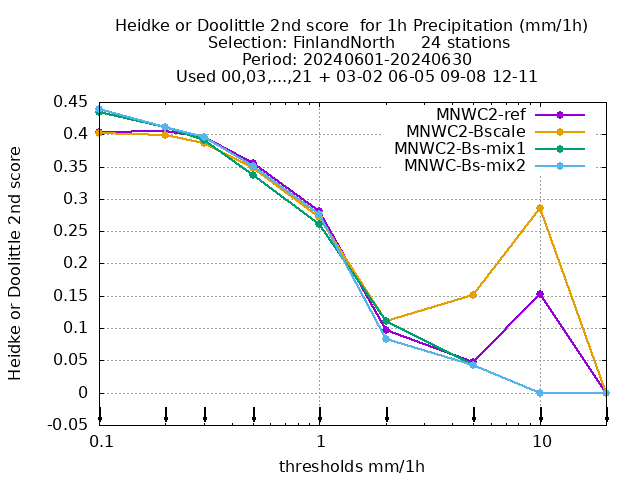 Heidke or Doolittle 2nd score  for 1h Precipitation (mm/1h)
Selection: FinlandNorth     24 stations
Period: 20240601-20240630
Used 00,03,...,21 + 03-02 06-05 09-08 12-11
MNWC2-ref
MNWC2-Bscale
MNWC2-Bs-mix1
MNWC-Bs-mix2
Heidke or Doolittle 2nd score
0.45
0.4
0.35
0.3
0.25
0.2
0.15
0.1
0.05
0
-0.05
0.1 1 10
thresholds mm/1h